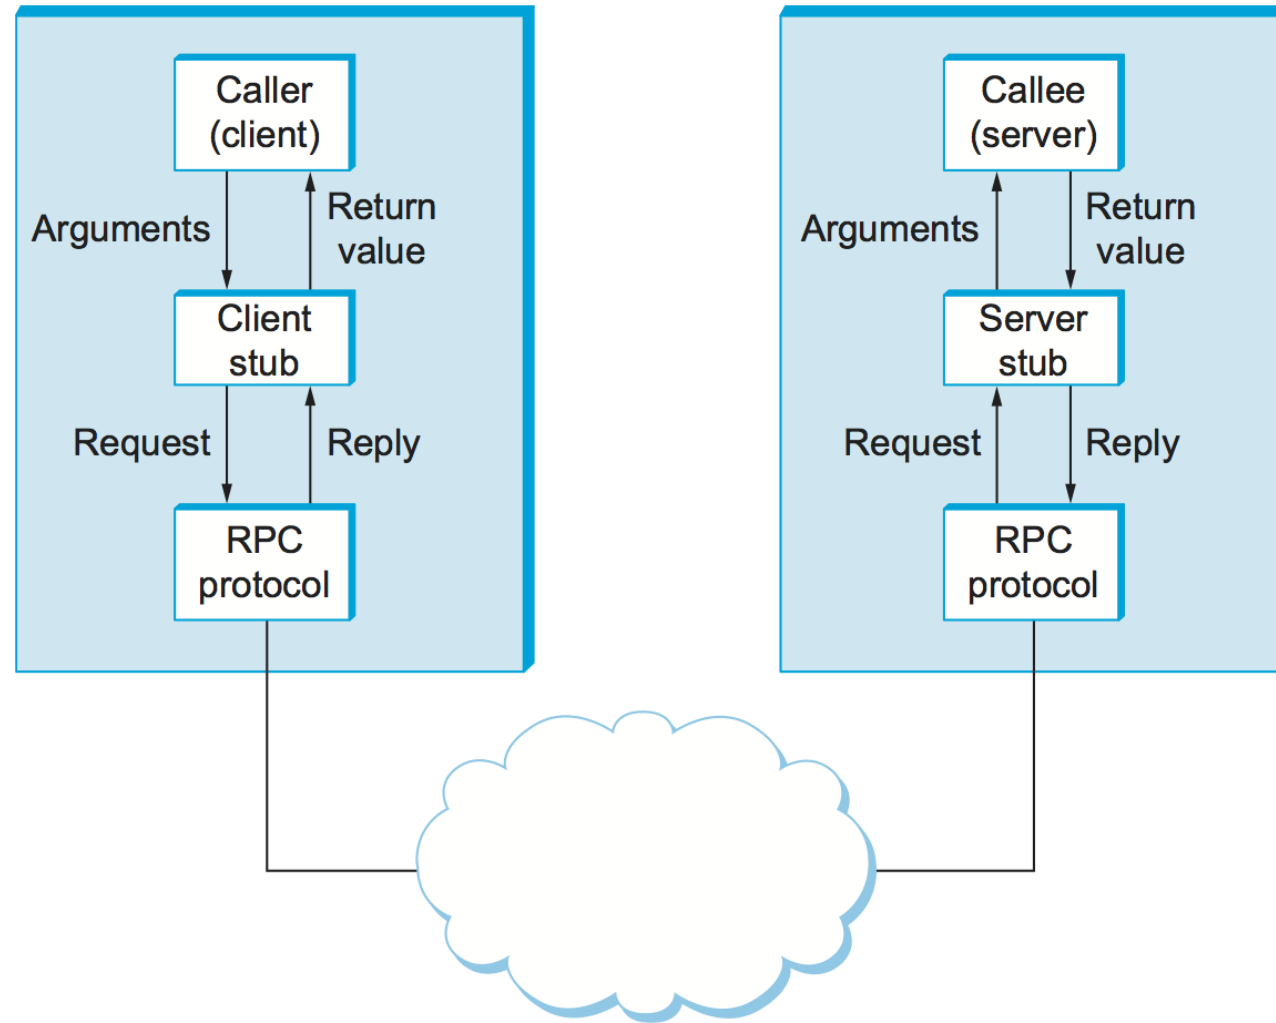 Caller
(client)
Arguments
Return
value
Client
stub
Request
Reply
RPC
protocol
Callee
(server)
Arguments
Return
value
Server
stub
Request
Reply
RPC
protocol